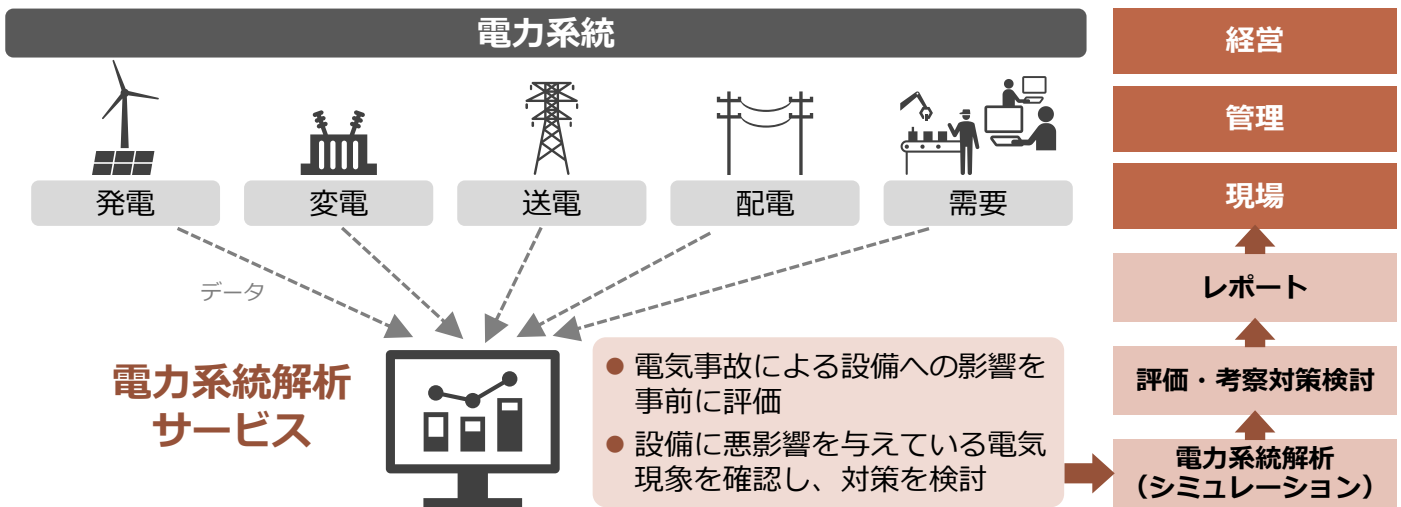 電力系統
発電
変電
送電
配電
需要
データ
電力系統解析
サービス
● 電気事故による設備への影響を
事前に評価
● 設備に悪影響を与えている電気
現象を確認し、対策を検討
経営
管理
現場
レポート
評価・考察対策検討
電力系統解析
（シミュレーション）